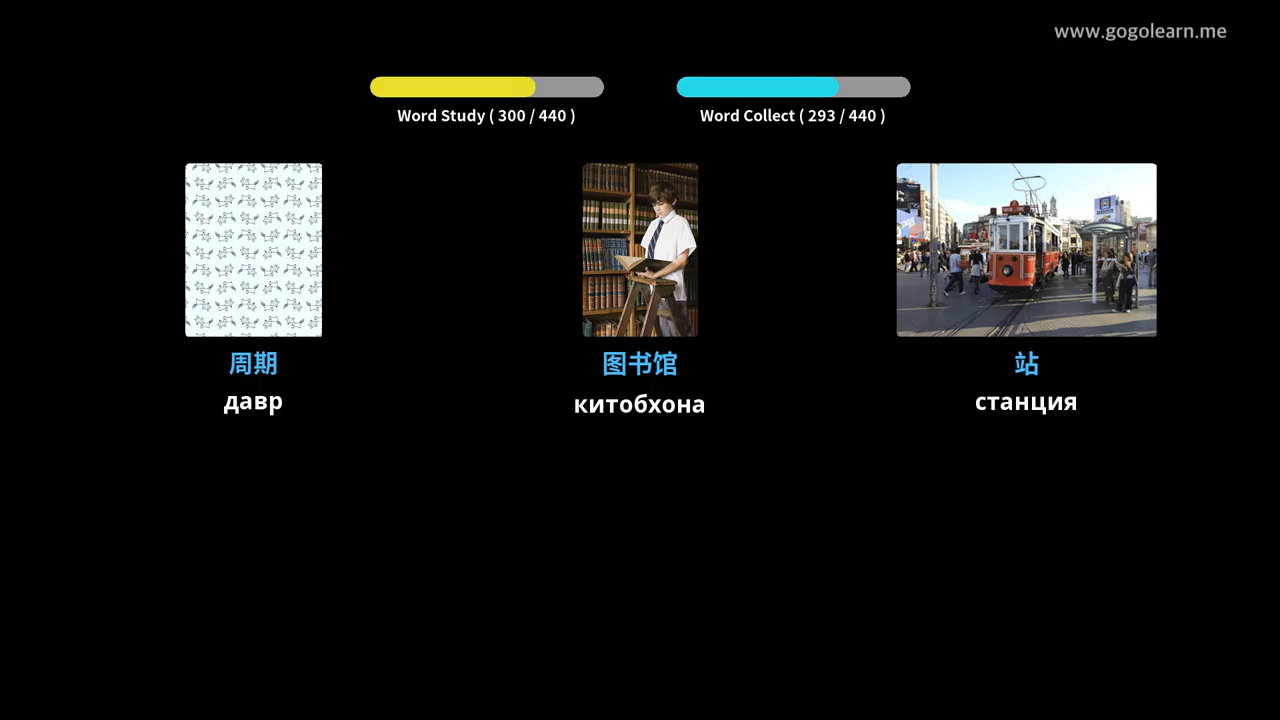 www.gogolearn.me
Word Study ( 300 / 440 )
Word Collect ( 293 / 440 )
周期
图书馆
站
давр
китобхона
станция